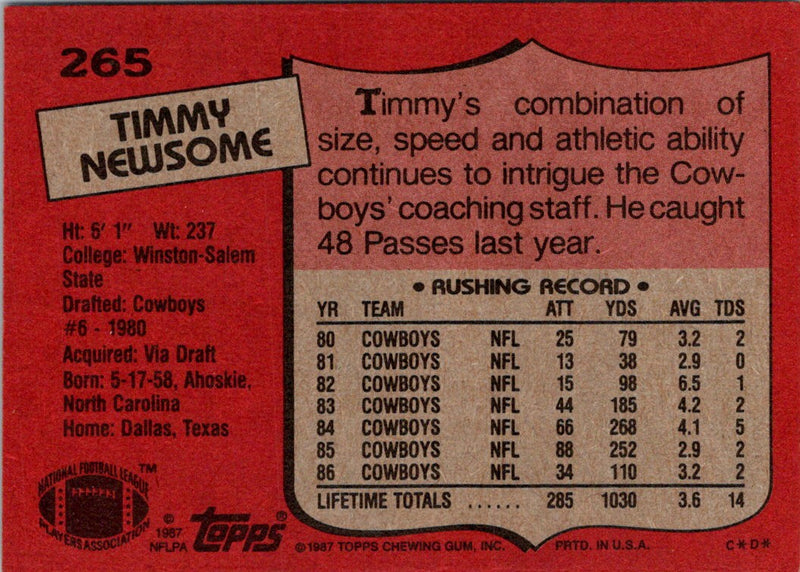 265
TIMMY
NEWSOME
Ht: 6' 1" Wt: 237
College: Winston-Salem
State
Drafted: Cowboys
#6 - 1980
Acquired: Via Draft
Born: 5-17-58, Ahoskie,
North Carolina
Home: Dallas, Texas
NATIONAL FOOTBALL LEAGUE
PLAYERS ASSOCIATION
TM
© 1987 NFLPA
Topps
Timmy's combination of
size, speed and athletic ability
continues to intrigue the Cow-
boys' coaching staff. He caught
48 Passes last year.
• RUSHING RECORD •
YR TEAM ATT YDS AVG TDS
80 COWBOYS NFL 25 79 3.2 2
81 COWBOYS NFL 13 38 2.9 0
82 COWBOYS NFL 15 98 6.5 1
83 COWBOYS NFL 44 185 4.2 2
84 COWBOYS NFL 66 268 4.1 5
85 COWBOYS NFL 88 252 2.9 2
86 COWBOYS NFL 34 110 3.2 2
LIFETIME TOTALS ...... 285 1030 3.6 14
© 1987 TOPPS CHEWING GUM, INC. PRTD. IN U.S.A. C*D*